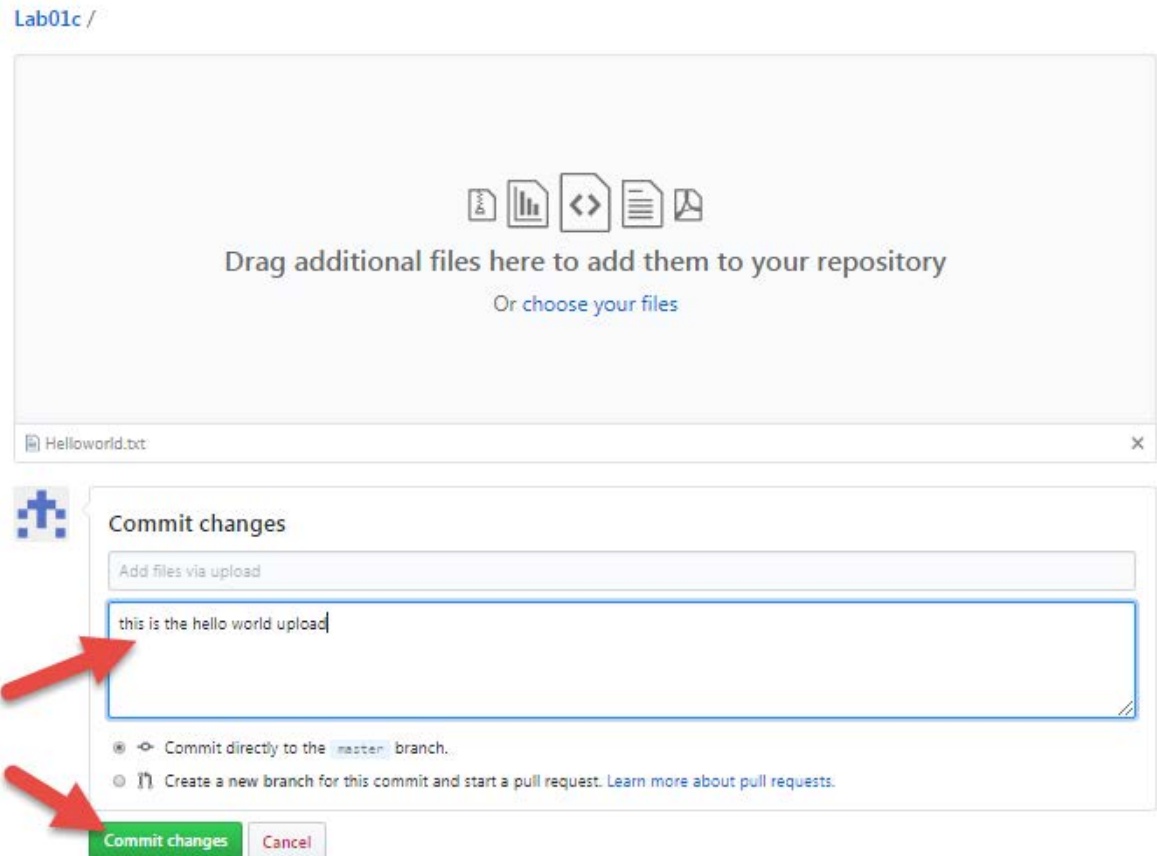 Lab01c /
Drag additional files here to add them to your repository
Or choose your files
Helloworld.txt
Commit changes
Add files via upload
this is the hello world upload
Commit directly to the master branch.
Create a new branch for this commit and start a pull request. Learn more about pull requests.
Commit changes Cancel